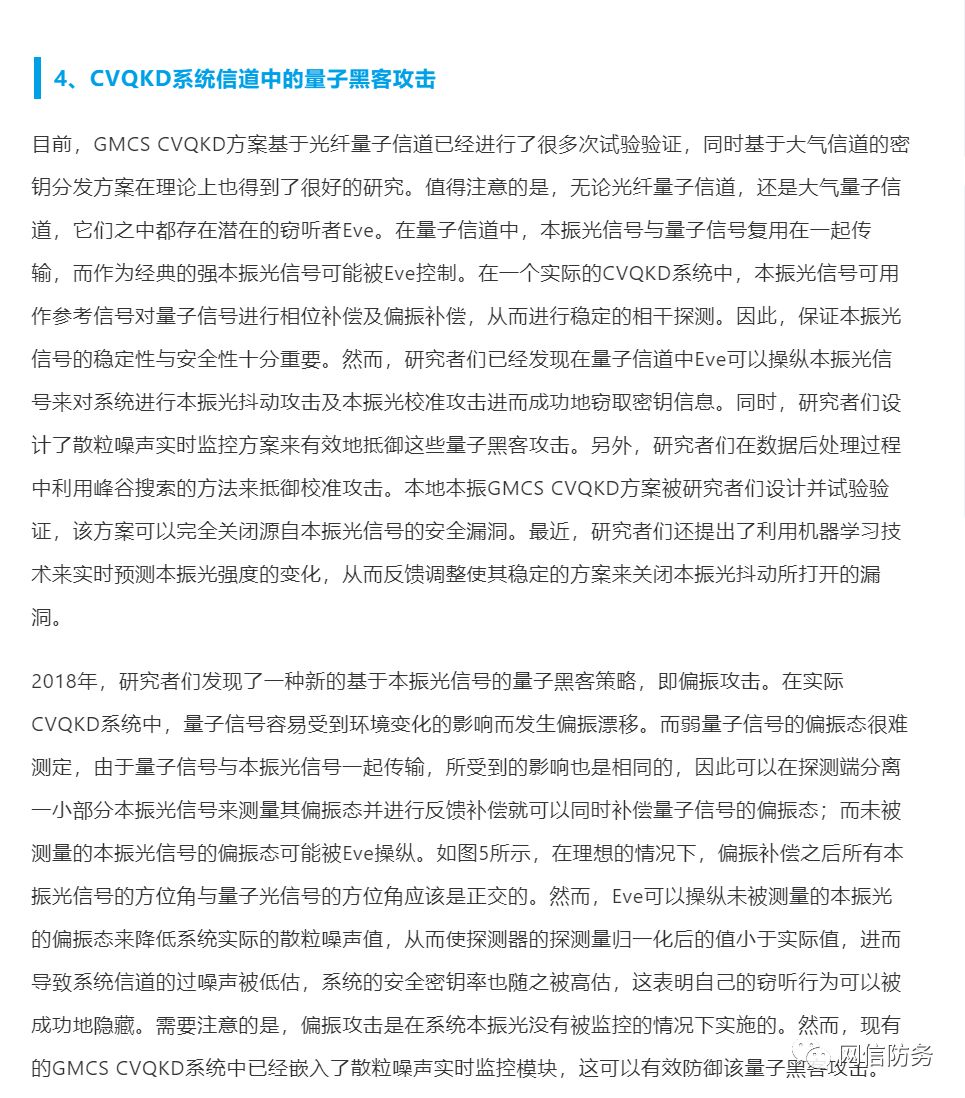 4、CVQKD系统信道中的量子黑客攻击
目前，GMCS CVQKD方案基于光纤量子信道已经进行了很多次试验验证，同时基于大气信道的密
钥分发方案在理论上也得到了很好的研究。值得注意的是，无论光纤量子信道，还是大气量子信
道，它们之中都存在潜在的窃听者Eve。在量子信道中，本振光信号与量子信号复用在一起传
输，而作为经典的强本振光信号可能被Eve控制。在一个实际的CVQKD系统中，本振光信号可用
作参考信号对量子信号进行相位补偿及偏振补偿，从而进行稳定的相干探测。因此，保证本振光
信号的稳定性与安全性十分重要。然而，研究者们已经发现在量子信道中Eve可以操纵本振光信
号来对系统进行本振光抖动攻击及本振光校准攻击进而成功地窃取密钥信息。同时，研究者们设
计了散粒噪声实时监控方案来有效地抵御这些量子黑客攻击。另外，研究者们在数据后处理过程
中利用峰谷搜索的方法来抵御校准攻击。本地本振GMCS CVQKD方案被研究者们设计并试验验
证，该方案可以完全关闭源自本振光信号的安全漏洞。最近，研究者们还提出了利用机器学习技
术来实时预测本振光强度的变化，从而反馈调整使其稳定的方案来关闭本振光抖动所打开的漏
洞。
2018年，研究者们发现了一种新的基于本振光信号的量子黑客策略，即偏振攻击。在实际
CVQKD系统中，量子信号容易受到环境变化的影响而发生偏振漂移。而弱量子信号的偏振态很难
测定，由于量子信号与本振光信号一起传输，所受到的影响也是相同的，因此可以在探测端分离
一小部分本振光信号来测量其偏振态并进行反馈补偿就可以同时补偿量子信号的偏振态；而未被
测量的本振光信号的偏振态可能被Eve操纵。如图5所示，在理想的情况下，偏振补偿之后所有本
振光信号的方位角与量子光信号的方位角应该是正交的。然而，Eve可以操纵未被测量的本振光
的偏振态来降低系统实际的散粒噪声值，从而使探测器的探测量归一化后的值小于实际值，进而
导致系统信道的过噪声被低估，系统的安全密钥率也随之被高估，这表明自己的窃听行为可以被
成功地隐藏。需要注意的是，偏振攻击是在系统本振光没有被监控的情况下实施的。然而，现有
的GMCS CVQKD系统中已经嵌入了散粒噪声实时监控模块，这可以有效防御该量子黑客攻击。
网信防务